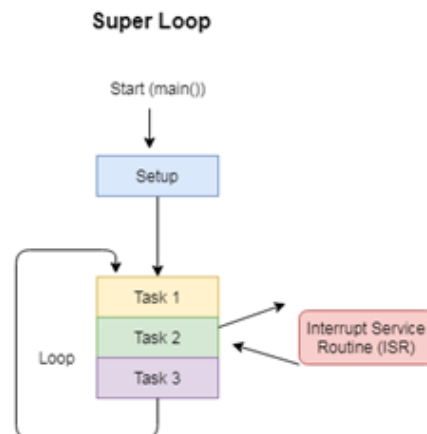 Super Loop
Start (main())
Setup
Task 1
Task 2
Interrupt Service
Routine (ISR)
Loop
Task 3